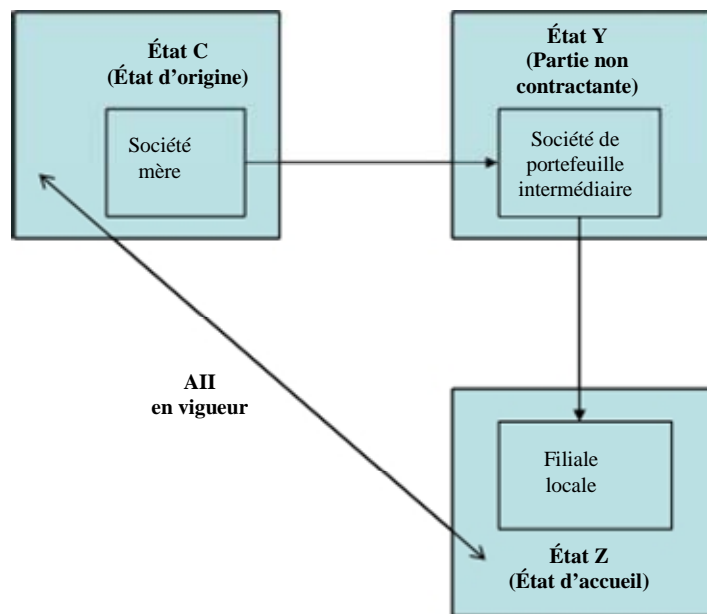 État C
(État d'origine)
Société
mère
État Y
(Partie non
contractante)
Société de
portefeuille
intermédiaire
AII
en vigueur
Filiale
locale
État Z
(État d'accueil)